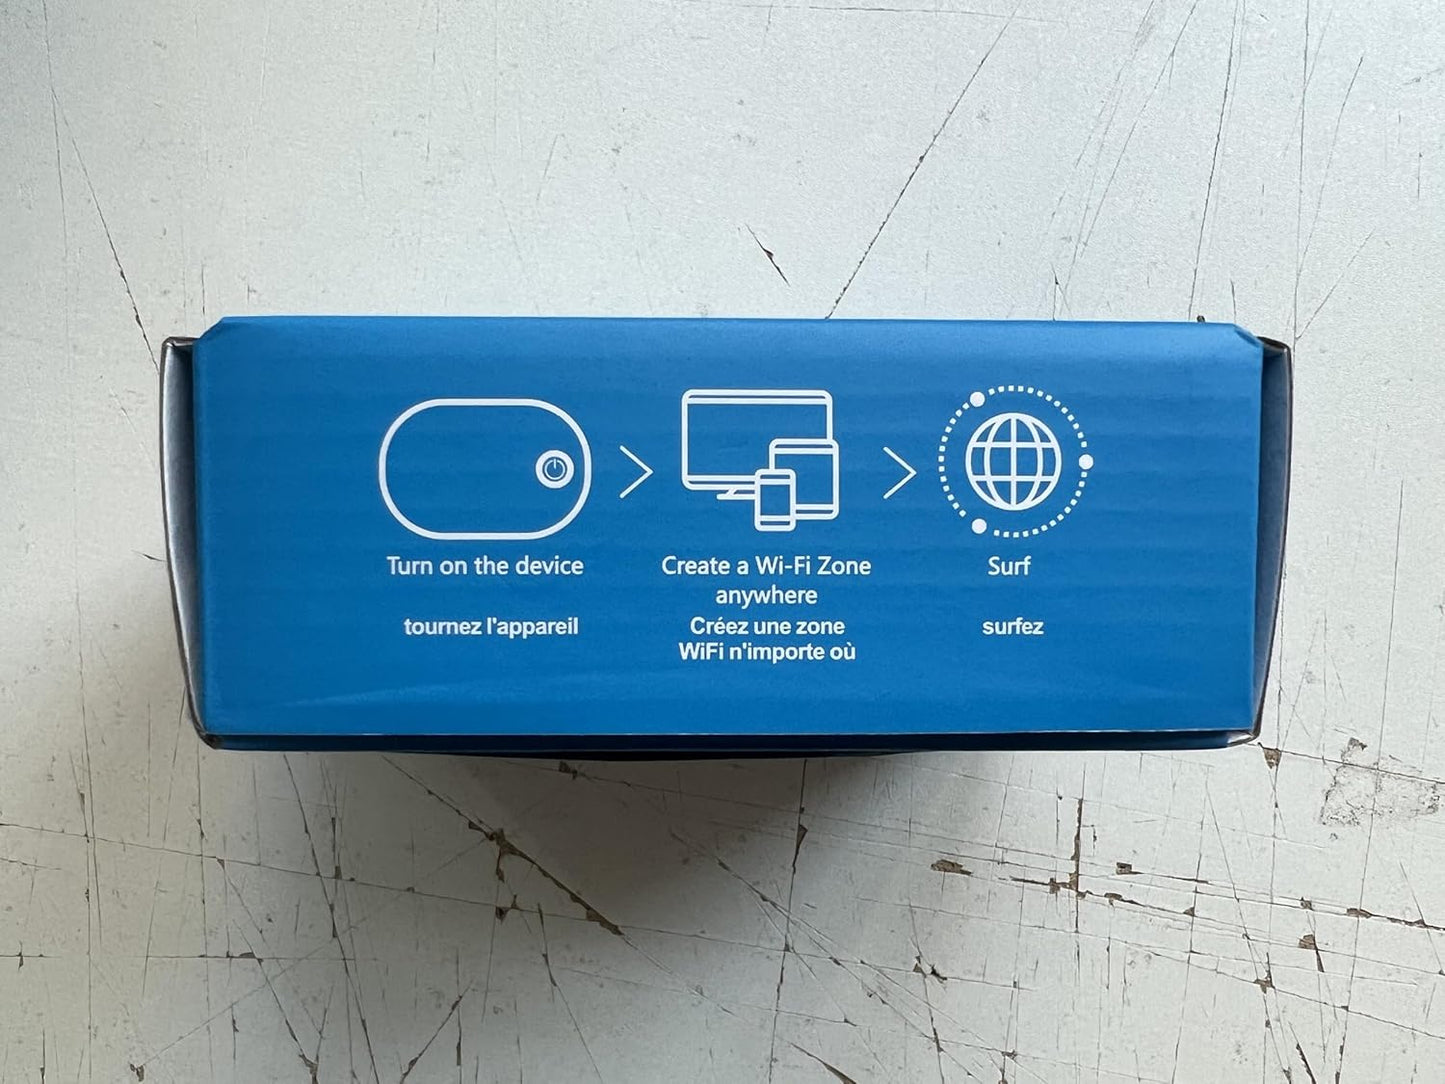 Turn on the device
tournez l'appareil
Create a Wi-Fi Zone
anywhere
Créez une zone
WiFi n'importe où
Surf
surfez